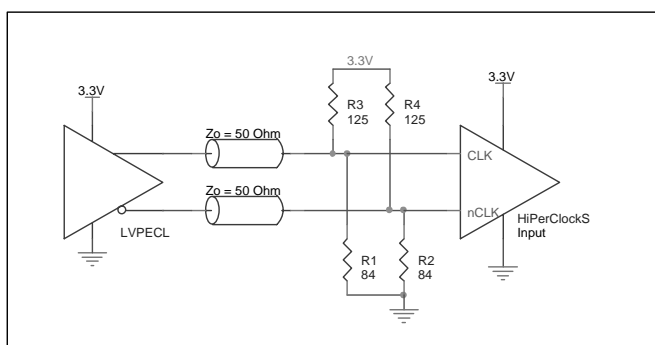 3.3V
3.3V
3.3V
R3
125
R4
125
Zo = 50 Ohm
CLK
Zo = 50 Ohm
nCLK
LVPECL
HiPerClockS
Input
R1
84
R2
84